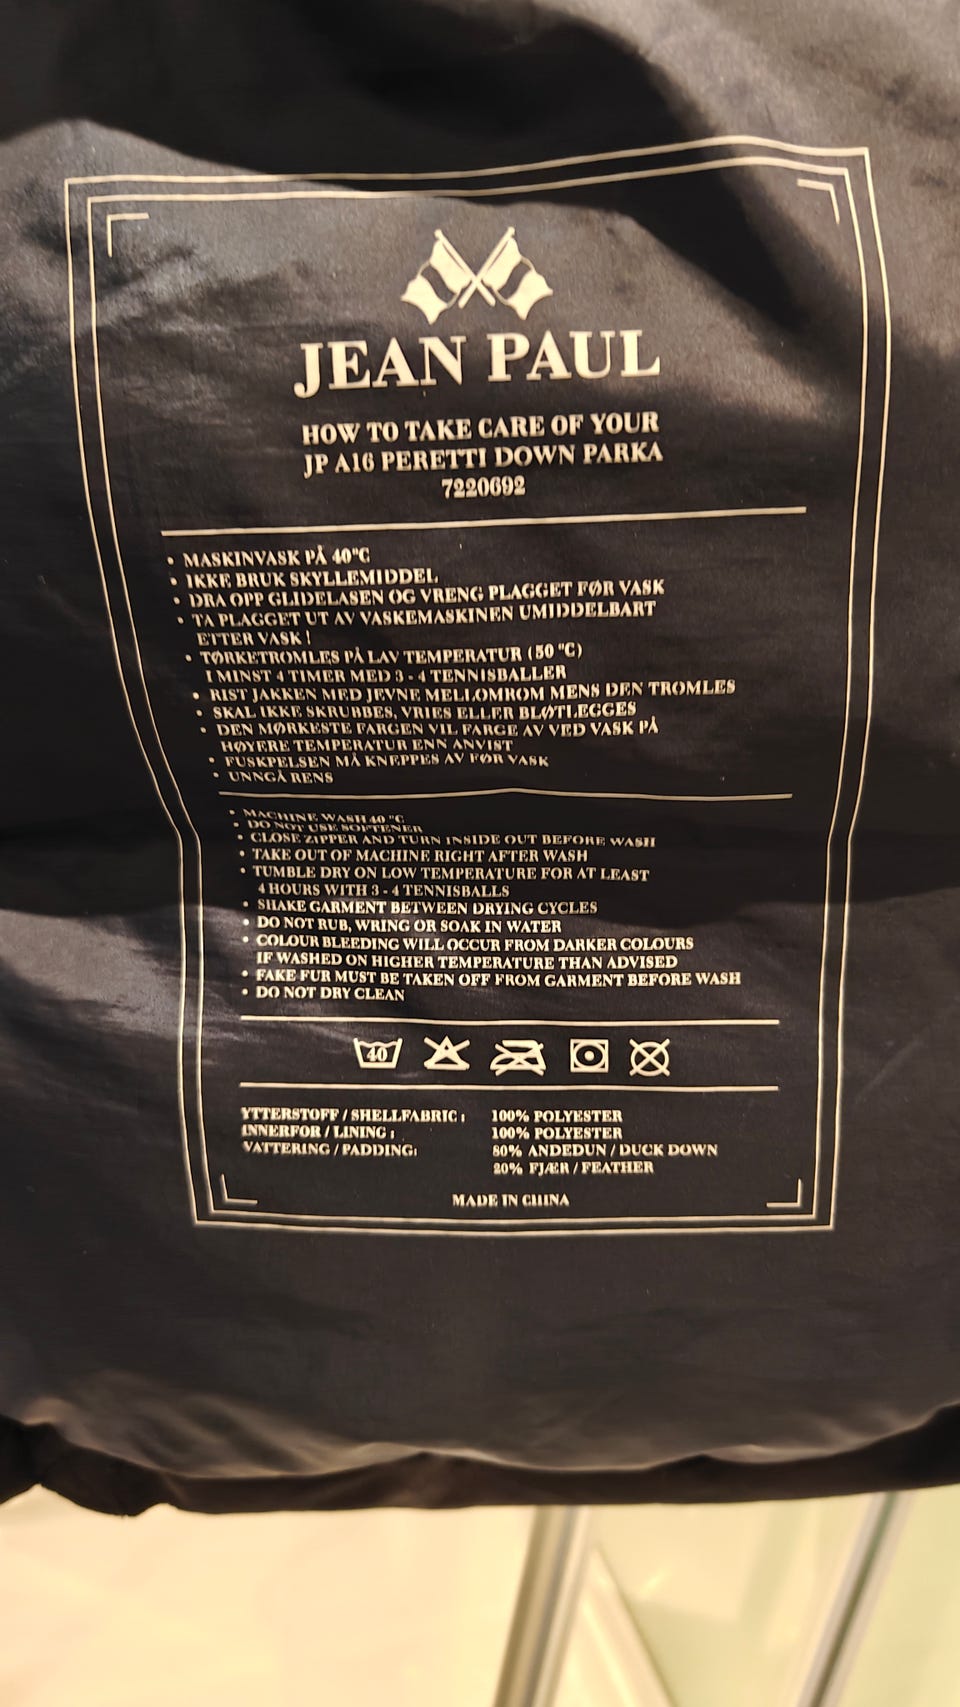 JEAN PAUL
HOW TO TAKE CARE OF YOUR
JP A16 PERETTI DOWN PARKA
7220692
• MASKINVASK PÅ 40°C
• IKKE BRUK SKYLLEMIDDEL
• DRA OPP GLIDELASEN OG VRENG PLAGGET FØR VASK
• TA PLAGGET UT AV VASKEMASKINEN UMIDDELBART
ETTER VASK !
• TØRKETROMLES PÅ LAV TEMPERATUR (50 °C)
I MINST 4 TIMER MED 3 - 4 TENNISBALLER
• RIST JAKKEN MED JEVNE MELLOMROM MENS DEN TROMLES
• SKAL IKKE SKRUBBES, VRIES ELLER BLØTLEGGES
• DEN MØRKESTE FARGEN VIL FARGE AV VED VASK PÅ
HØYERE TEMPERATUR ENN ANVIST
• FUSKPELSEN MÅ KNEPPES AV FØR VASK
• UNNGÅ RENS
• MACHINE WASH 40 °C
• DO NOT USE SOFTENER
• CLOSE ZIPPER AND TURN INSIDE OUT BEFORE WASH
• TAKE OUT OF MACHINE RIGHT AFTER WASH
• TUMBLE DRY ON LOW TEMPERATURE FOR AT LEAST
4 HOURS WITH 3 - 4 TENNISBALLS
• SHAKE GARMENT BETWEEN DRYING CYCLES
• DO NOT RUB, WRING OR SOAK IN WATER
• COLOUR BLEEDING WILL OCCUR FROM DARKER COLOURS
IF WASHED ON HIGHER TEMPERATURE THAN ADVISED
• FAKE FUR MUST BE TAKEN OFF FROM GARMENT BEFORE WASH
• DO NOT DRY CLEAN
40
YTTERSTOFF / SHELLFABRIC : 100% POLYESTER
INNERFOR / LINING : 100% POLYESTER
VATTERING / PADDING: 80% ANDEDUN / DUCK DOWN
20% FJÆR / FEATHER
MADE IN CHINA